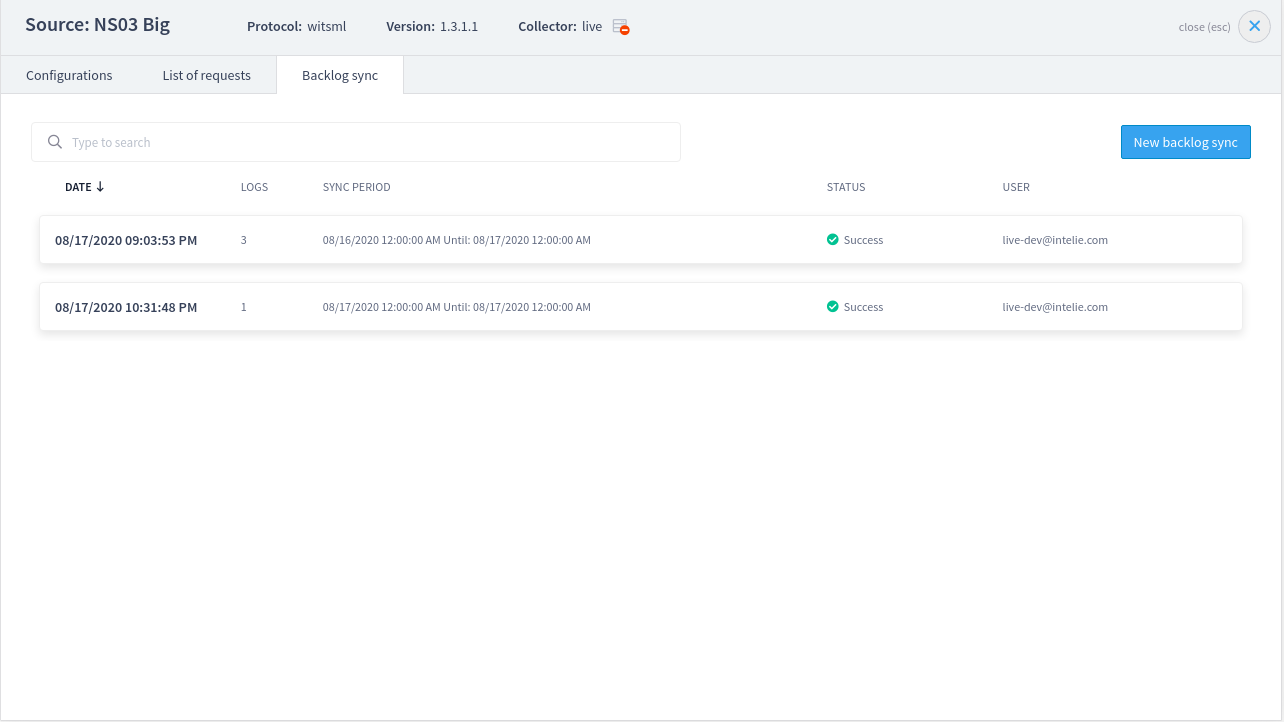 Source: NS03 Big Protocol: witsml Version: 1.3.1.1 Collector: live close (esc)
Configurations List of requests Backlog sync
Type to search New backlog sync
DATE LOGS SYNC PERIOD STATUS USER
08/17/2020 09:03:53 PM 3 08/16/2020 12:00:00 AM Until: 08/17/2020 12:00:00 AM Success live-dev@intelie.com
08/17/2020 10:31:48 PM 1 08/17/2020 12:00:00 AM Until: 08/17/2020 12:00:00 AM Success live-dev@intelie.com